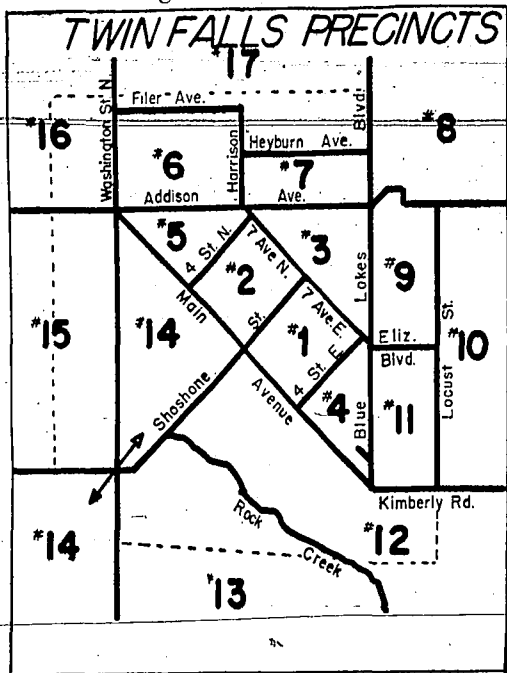 TWIN FALLS PRECINCTS
#17
Filer Ave.
Washington St. N.
Blvd.
#16
#8
Harrison
Heyburn Ave.
#6
#7
Addison
Ave.
#5
4 St. N.
7 Ave N.
#3
#2
Lakes
#9
St.
Main
7 Ave. E.
Eliz.
Blvd.
#15
#14
St.
#1
4 St. E
#10
Locust
Shoshone
Avenue
#4
Blue
#11
Kimberly Rd.
Rock
Creek
#14
#12
#13